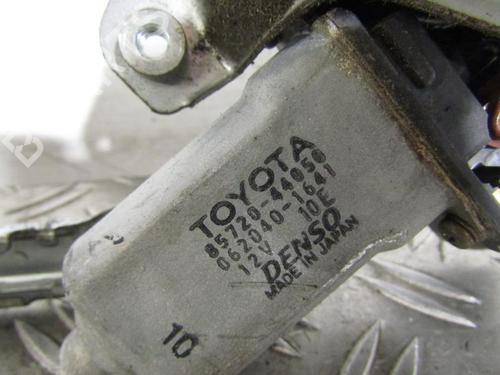 TOYOTA
85720-44050
062040-1641
12V 10E
DENSO
MADE IN JAPAN
10